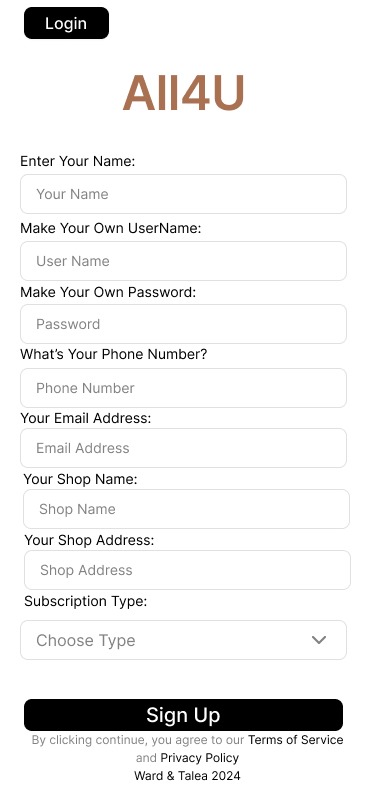 Login
All4U
Enter Your Name:
Your Name
Make Your Own UserName:
User Name
Make Your Own Password:
Password
What's Your Phone Number?
Phone Number
Your Email Address:
Email Address
Your Shop Name:
Shop Name
Your Shop Address:
Shop Address
Subscription Type:
Choose Type
Sign Up
By clicking continue, you agree to our Terms of Service
and Privacy Policy
Ward & Talea 2024